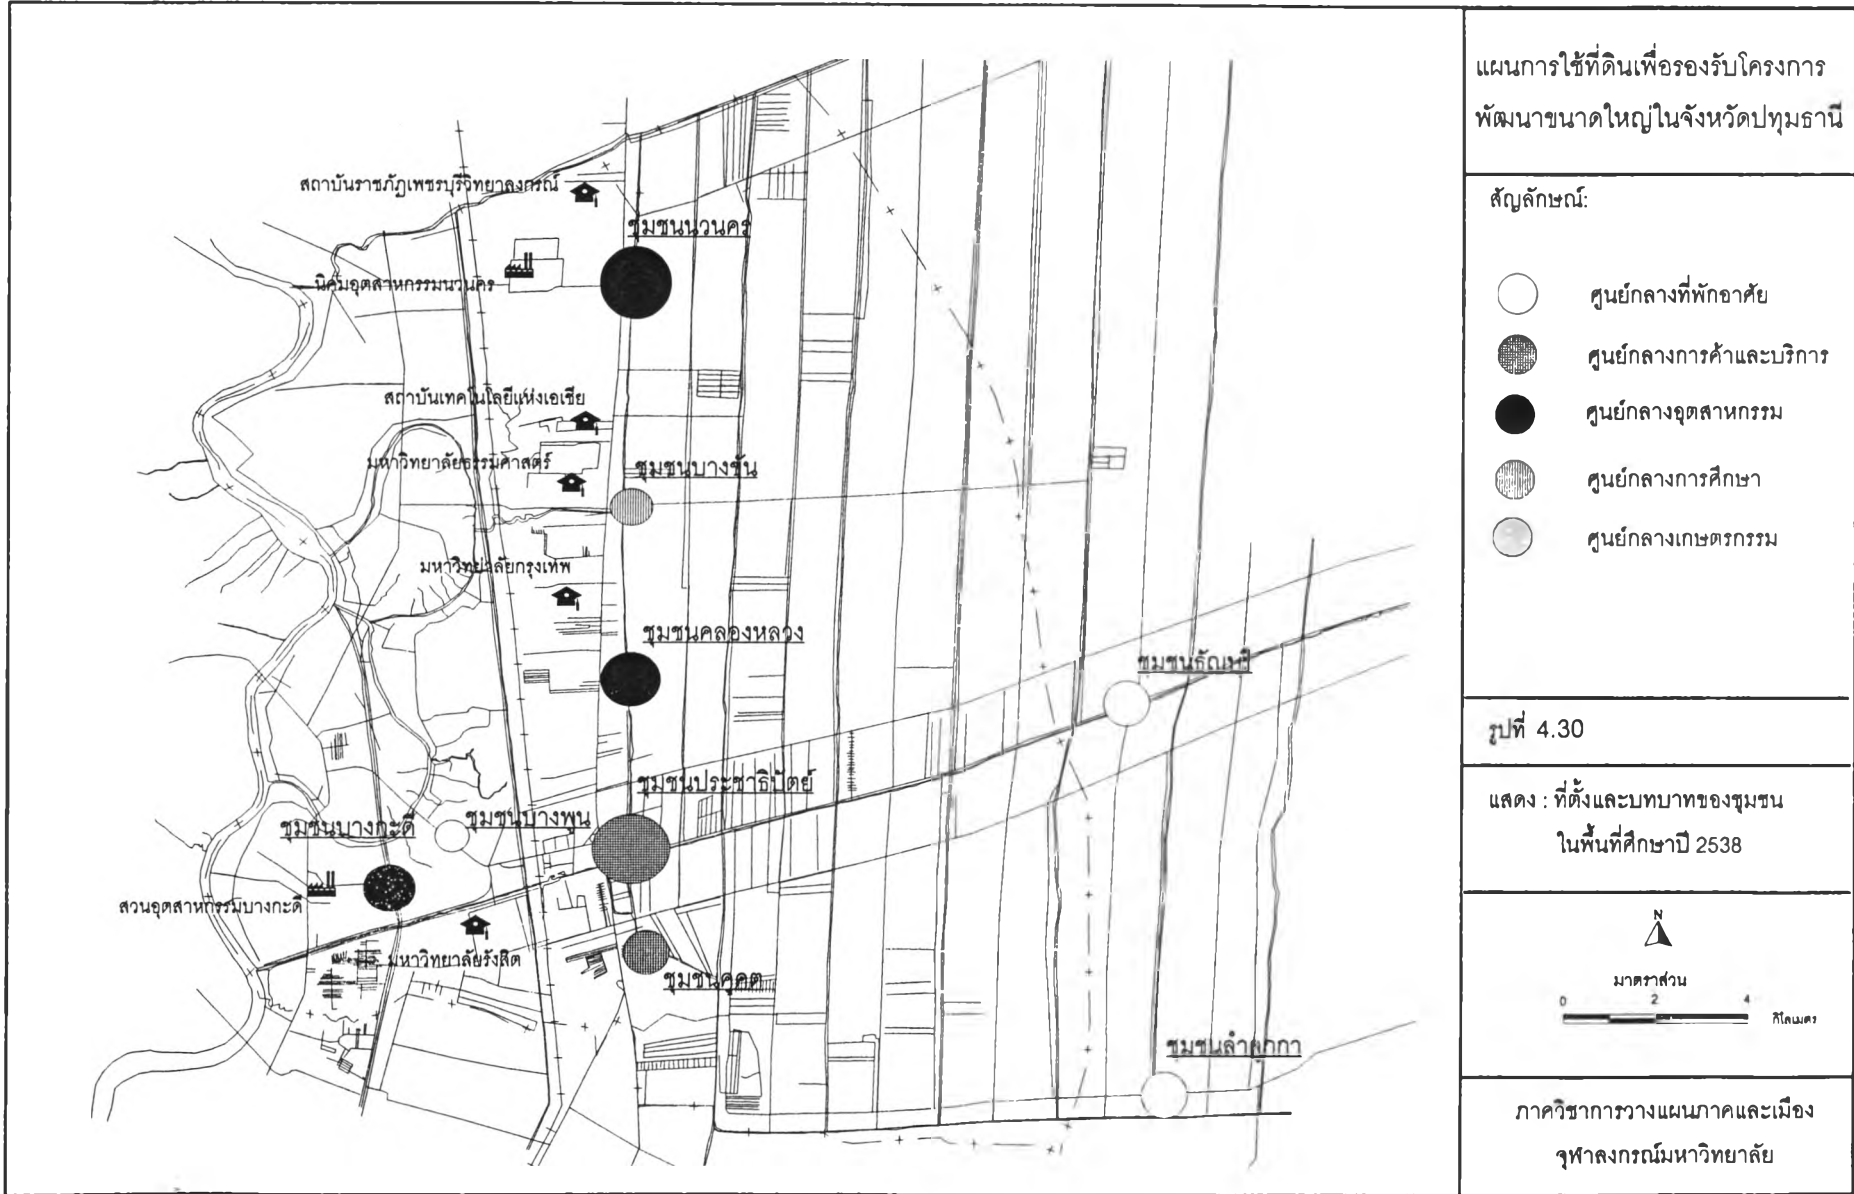 แผนการใช้ที่ดินเพื่อรองรับโครงการ
พัฒนาขนาดใหญ่ในจังหวัดปทุมธานี
สัญลักษณ์:
ศูนย์กลางที่พักอาศัย
ศูนย์กลางการค้าและบริการ
ศูนย์กลางอุตสาหกรรม
ศูนย์กลางการศึกษา
ศูนย์กลางเกษตรกรรม
รูปที่ 4.30
แสดง : ที่ตั้งและบทบาทของชุมชน
ในพื้นที่ศึกษาปี 2538
N
มาตราส่วน
0 2 4
กิโลเมตร
ภาควิชาการวางแผนภาคและเมือง
จุฬาลงกรณ์มหาวิทยาลัย
สถาบันราชภัฏเพชรบุรีวิทยาลงกรณ์
ชุมชนนวนคร
นิคมอุตสาหกรรมนวนคร
สถาบันเทคโนโลยีแห่งเอเชีย
มหาวิทยาลัยธรรมศาสตร์
ชุมชนบางขัน
มหาวิทยาลัยกรุงเทพ
ชุมชนคลองหลวง
ชุมชนธัญบุรี
ชุมชนประชาธิปัตย์
ชุมชนบางพูน
ชุมชนบางกะดี
สวนอุตสาหกรรมบางกะดี
มหาวิทยาลัยรังสิต
ชุมชนคูคต
ชุมชนลำลูกกา